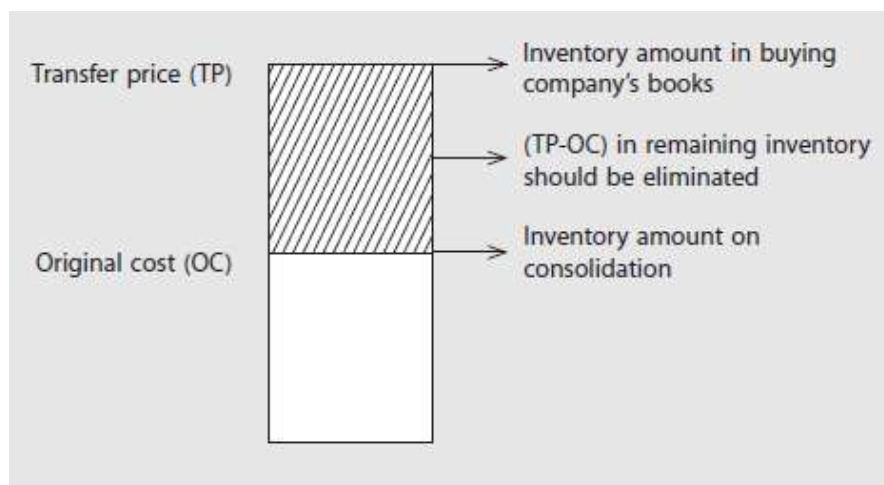 Transfer price (TP)
Inventory amount in buying
company's books
(TP-OC) in remaining inventory
should be eliminated
Original cost (OC)
Inventory amount on
consolidation